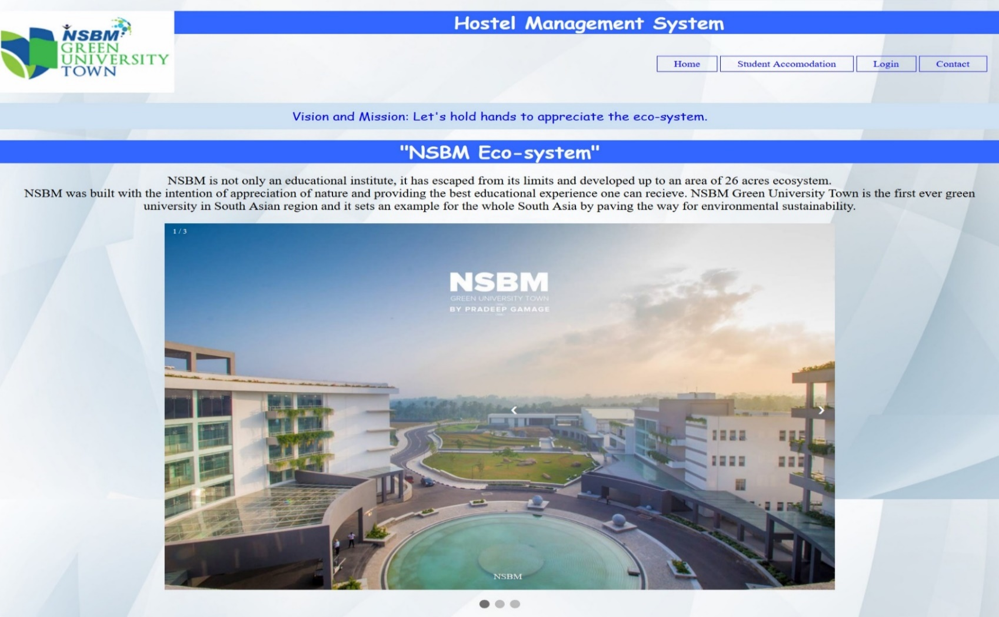 NSBM
GREEN
UNIVERSITY
TOWN
Hostel Management System
Home
Student Accomodation
Login
Contact
Vision and Mission: Let's hold hands to appreciate the eco-system.
"NSBM Eco-system"
NSBM is not only an educational institute, it has escaped from its limits and developed up to an area of 26 acres ecosystem.
NSBM was built with the intention of appreciation of nature and providing the best educational experience one can recieve. NSBM Green University Town is the first ever green
university in South Asian region and it sets an example for the whole South Asia by paving the way for environmental sustainability.
1 / 3
NSBM
GREEN UNIVERSITY TOWN
BY PRADEEP GAMAGE
NSBM